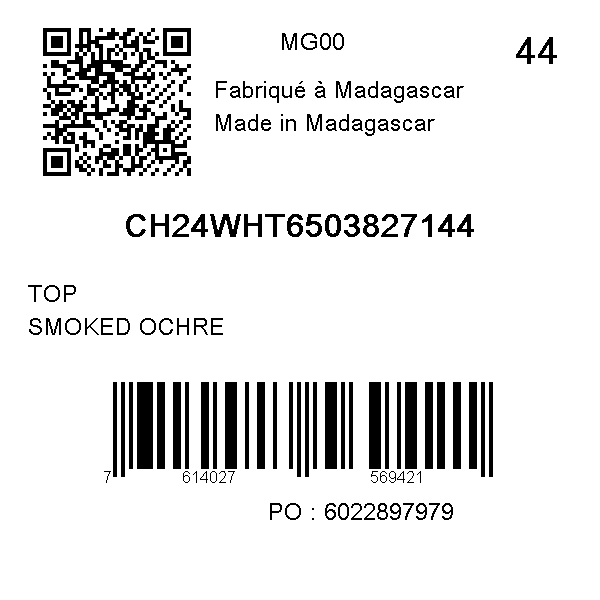 MG00
44
Fabriqué à Madagascar
Made in Madagascar
CH24WHT6503827144
TOP
SMOKED OCHRE
7 614027 569421
PO : 6022897979